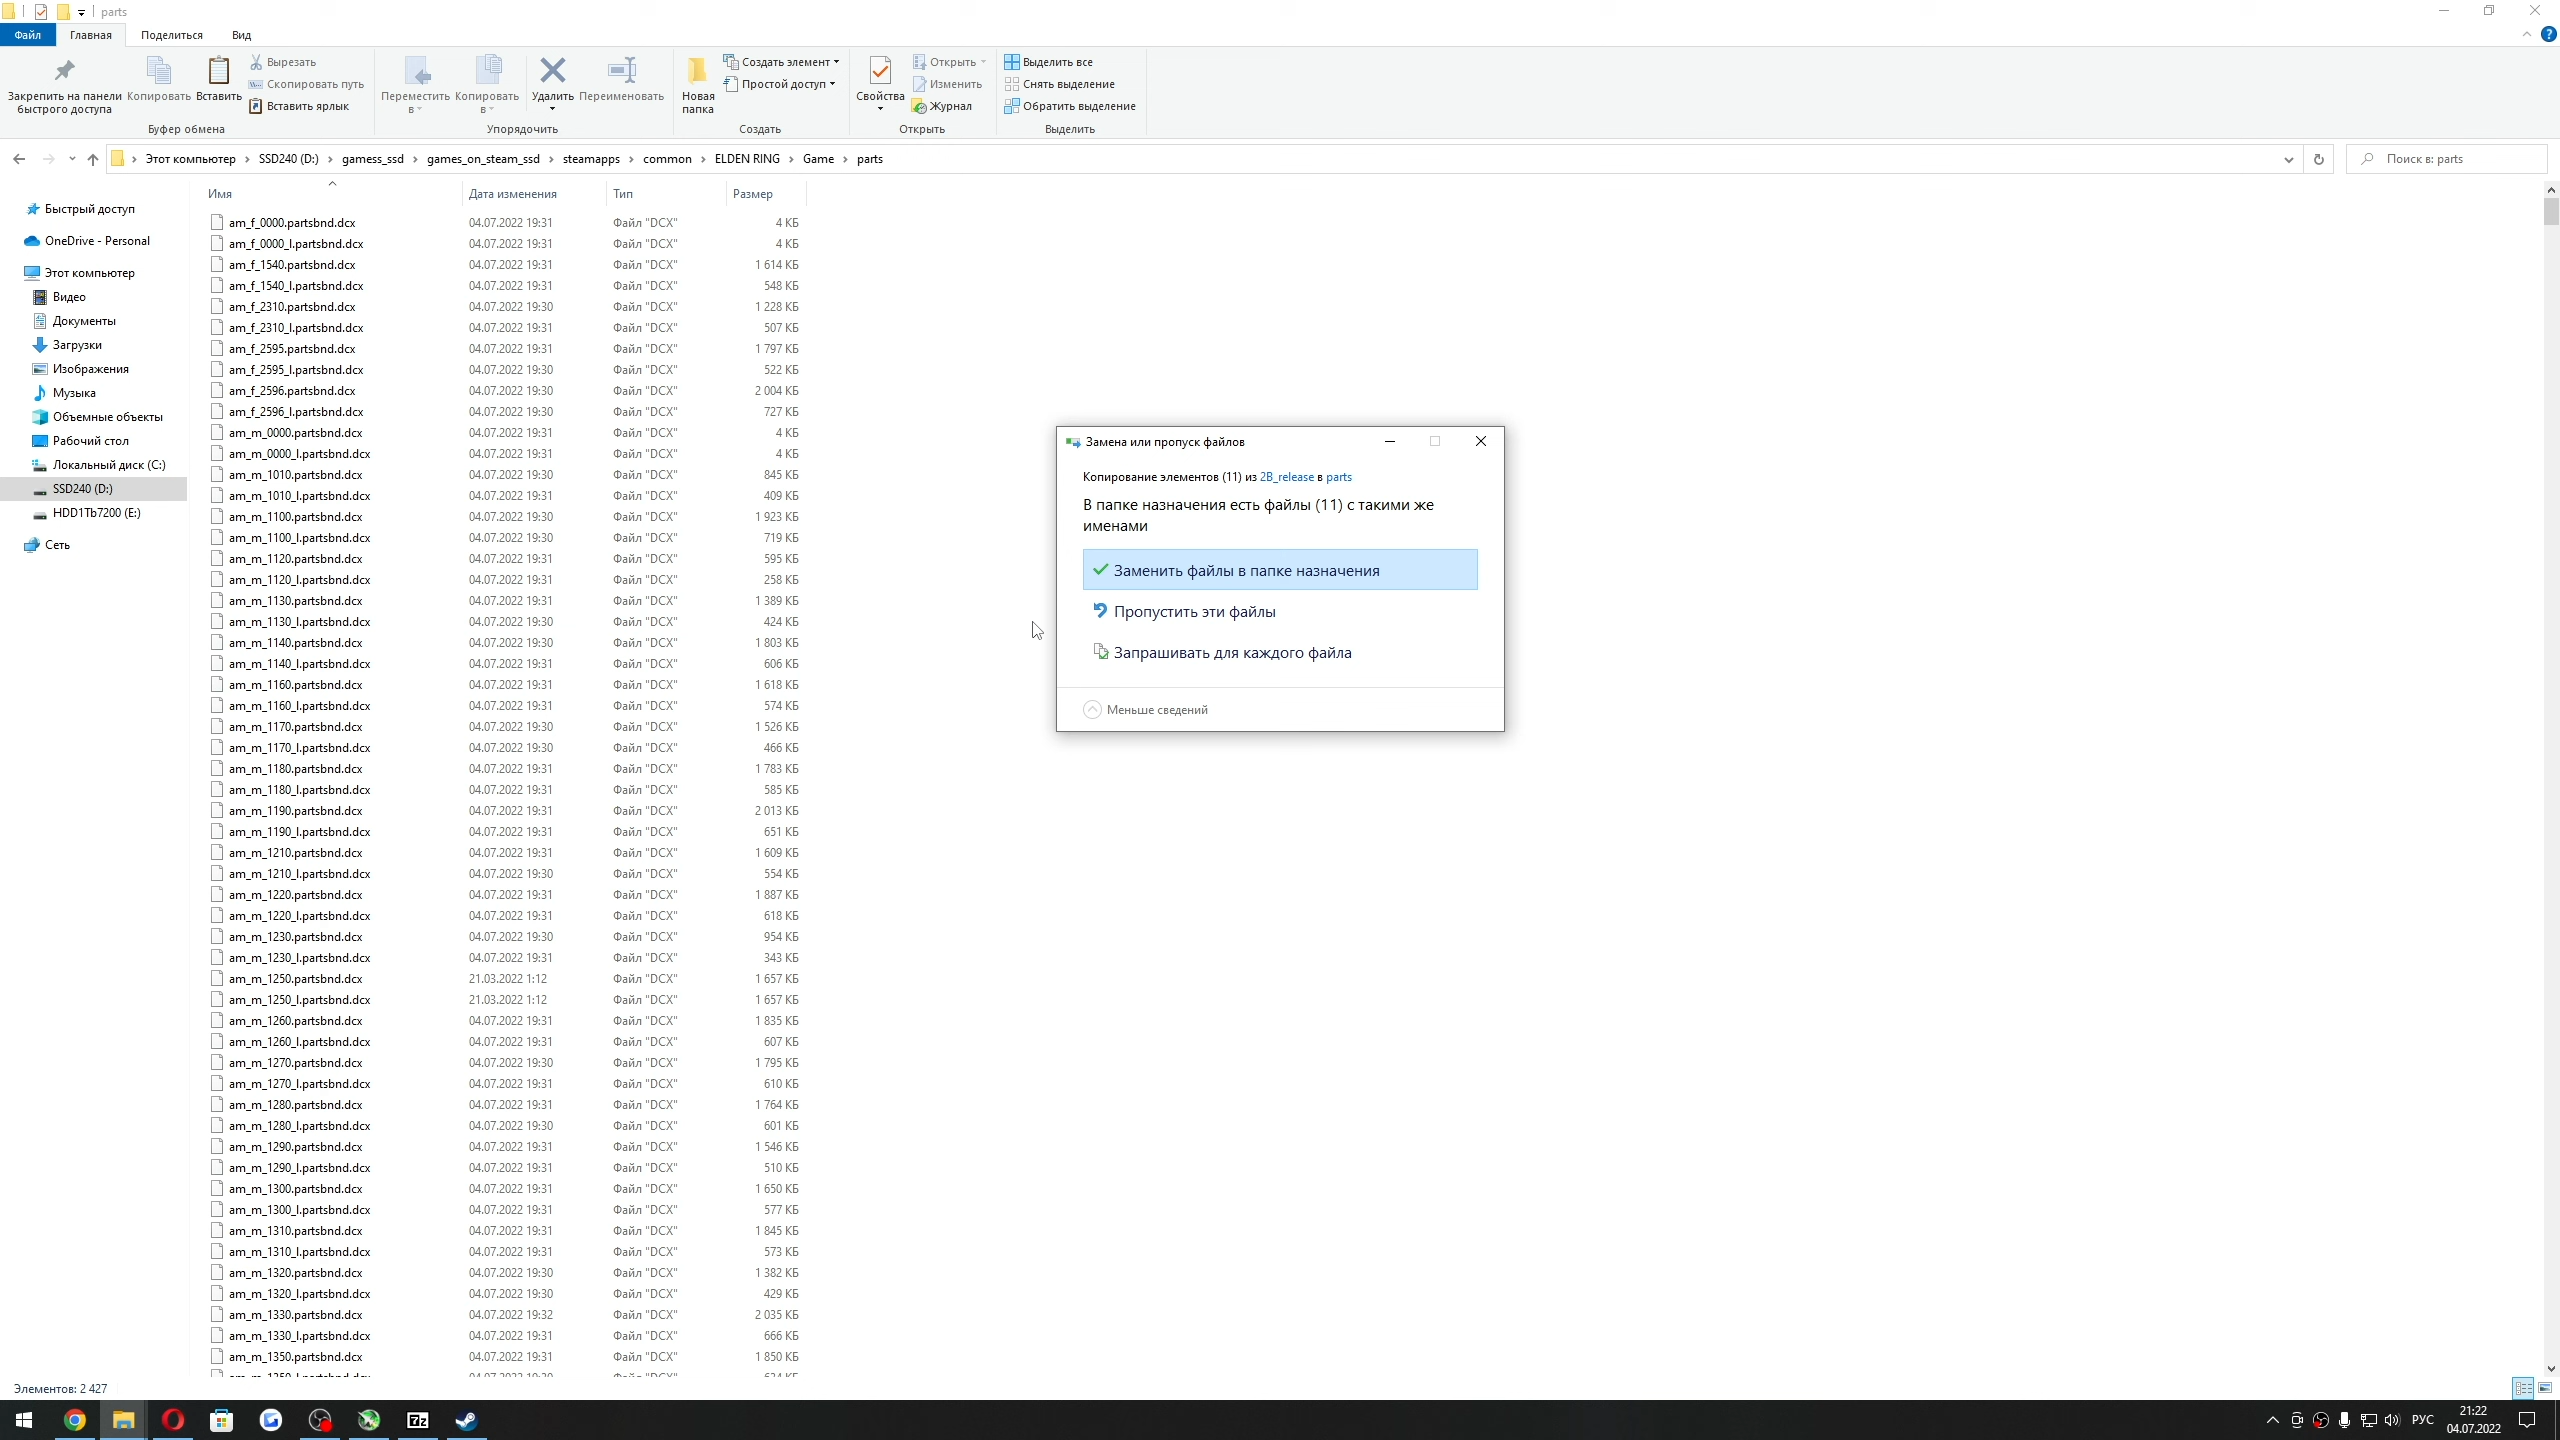 parts
Файл Главная Поделиться Вид
Закрепить на панели быстрого доступа
Копировать
Вставить
Вырезать
Скопировать путь
Вставить ярлык
Буфер обмена
Переместить в
Копировать в
Удалить
Переименовать
Упорядочить
Новая папка
Создать элемент
Простой доступ
Создать
Свойства
Открыть
Изменить
Журнал
Открыть
Выделить все
Снять выделение
Обратить выделение
Выделить
Этот компьютер › SSD240 (D:) › gamess_ssd › games_on_steam_ssd › steamapps › common › ELDEN RING › Game › parts
Поиск в: parts
Быстрый доступ
OneDrive - Personal
Этот компьютер
Видео
Документы
Загрузки
Изображения
Музыка
Объемные объекты
Рабочий стол
Локальный диск (C:)
SSD240 (D:)
HDD1Tb7200 (E:)
Сеть
Имя Дата изменения Тип Размер
am_f_0000.partsbnd.dcx 04.07.2022 19:31 Файл "DCX" 4 КБ
am_f_0000_l.partsbnd.dcx 04.07.2022 19:31 Файл "DCX" 4 КБ
am_f_1540.partsbnd.dcx 04.07.2022 19:31 Файл "DCX" 1 614 КБ
am_f_1540_l.partsbnd.dcx 04.07.2022 19:31 Файл "DCX" 548 КБ
am_f_2310.partsbnd.dcx 04.07.2022 19:30 Файл "DCX" 1 228 КБ
am_f_2310_l.partsbnd.dcx 04.07.2022 19:31 Файл "DCX" 507 КБ
am_f_2595.partsbnd.dcx 04.07.2022 19:31 Файл "DCX" 1 797 КБ
am_f_2595_l.partsbnd.dcx 04.07.2022 19:30 Файл "DCX" 522 КБ
am_f_2596.partsbnd.dcx 04.07.2022 19:30 Файл "DCX" 2 004 КБ
am_f_2596_l.partsbnd.dcx 04.07.2022 19:30 Файл "DCX" 727 КБ
am_m_0000.partsbnd.dcx 04.07.2022 19:31 Файл "DCX" 4 КБ
am_m_0000_l.partsbnd.dcx 04.07.2022 19:31 Файл "DCX" 4 КБ
am_m_1010.partsbnd.dcx 04.07.2022 19:30 Файл "DCX" 845 КБ
am_m_1010_l.partsbnd.dcx 04.07.2022 19:31 Файл "DCX" 409 КБ
am_m_1100.partsbnd.dcx 04.07.2022 19:30 Файл "DCX" 1 923 КБ
am_m_1100_l.partsbnd.dcx 04.07.2022 19:30 Файл "DCX" 719 КБ
am_m_1120.partsbnd.dcx 04.07.2022 19:31 Файл "DCX" 595 КБ
am_m_1120_l.partsbnd.dcx 04.07.2022 19:31 Файл "DCX" 258 КБ
am_m_1130.partsbnd.dcx 04.07.2022 19:31 Файл "DCX" 1 389 КБ
am_m_1130_l.partsbnd.dcx 04.07.2022 19:30 Файл "DCX" 424 КБ
am_m_1140.partsbnd.dcx 04.07.2022 19:30 Файл "DCX" 1 803 КБ
am_m_1140_l.partsbnd.dcx 04.07.2022 19:31 Файл "DCX" 606 КБ
am_m_1160.partsbnd.dcx 04.07.2022 19:31 Файл "DCX" 1 618 КБ
am_m_1160_l.partsbnd.dcx 04.07.2022 19:31 Файл "DCX" 574 КБ
am_m_1170.partsbnd.dcx 04.07.2022 19:30 Файл "DCX" 1 526 КБ
am_m_1170_l.partsbnd.dcx 04.07.2022 19:30 Файл "DCX" 466 КБ
am_m_1180.partsbnd.dcx 04.07.2022 19:31 Файл "DCX" 1 783 КБ
am_m_1180_l.partsbnd.dcx 04.07.2022 19:31 Файл "DCX" 585 КБ
am_m_1190.partsbnd.dcx 04.07.2022 19:31 Файл "DCX" 2 013 КБ
am_m_1190_l.partsbnd.dcx 04.07.2022 19:31 Файл "DCX" 651 КБ
am_m_1210.partsbnd.dcx 04.07.2022 19:31 Файл "DCX" 1 609 КБ
am_m_1210_l.partsbnd.dcx 04.07.2022 19:30 Файл "DCX" 554 КБ
am_m_1220.partsbnd.dcx 04.07.2022 19:31 Файл "DCX" 1 887 КБ
am_m_1220_l.partsbnd.dcx 04.07.2022 19:31 Файл "DCX" 618 КБ
am_m_1230.partsbnd.dcx 04.07.2022 19:30 Файл "DCX" 954 КБ
am_m_1230_l.partsbnd.dcx 04.07.2022 19:31 Файл "DCX" 343 КБ
am_m_1250.partsbnd.dcx 21.03.2022 1:12 Файл "DCX" 1 657 КБ
am_m_1250_l.partsbnd.dcx 21.03.2022 1:12 Файл "DCX" 1 657 КБ
am_m_1260.partsbnd.dcx 04.07.2022 19:31 Файл "DCX" 1 835 КБ
am_m_1260_l.partsbnd.dcx 04.07.2022 19:31 Файл "DCX" 607 КБ
am_m_1270.partsbnd.dcx 04.07.2022 19:30 Файл "DCX" 1 795 КБ
am_m_1270_l.partsbnd.dcx 04.07.2022 19:31 Файл "DCX" 610 КБ
am_m_1280.partsbnd.dcx 04.07.2022 19:31 Файл "DCX" 1 764 КБ
am_m_1280_l.partsbnd.dcx 04.07.2022 19:30 Файл "DCX" 601 КБ
am_m_1290.partsbnd.dcx 04.07.2022 19:31 Файл "DCX" 1 546 КБ
am_m_1290_l.partsbnd.dcx 04.07.2022 19:31 Файл "DCX" 510 КБ
am_m_1300.partsbnd.dcx 04.07.2022 19:31 Файл "DCX" 1 650 КБ
am_m_1300_l.partsbnd.dcx 04.07.2022 19:31 Файл "DCX" 577 КБ
am_m_1310.partsbnd.dcx 04.07.2022 19:31 Файл "DCX" 1 845 КБ
am_m_1310_l.partsbnd.dcx 04.07.2022 19:31 Файл "DCX" 573 КБ
am_m_1320.partsbnd.dcx 04.07.2022 19:30 Файл "DCX" 1 382 КБ
am_m_1320_l.partsbnd.dcx 04.07.2022 19:30 Файл "DCX" 429 КБ
am_m_1330.partsbnd.dcx 04.07.2022 19:32 Файл "DCX" 2 035 КБ
am_m_1330_l.partsbnd.dcx 04.07.2022 19:31 Файл "DCX" 666 КБ
am_m_1350.partsbnd.dcx 04.07.2022 19:31 Файл "DCX" 1 850 КБ
Замена или пропуск файлов
Копирование элементов (11) из 2B_release в parts
В папке назначения есть файлы (11) с такими же
именами
Заменить файлы в папке назначения
Пропустить эти файлы
Запрашивать для каждого файла
Меньше сведений
Элементов: 2 427
7z
РУС
21:22
04.07.2022